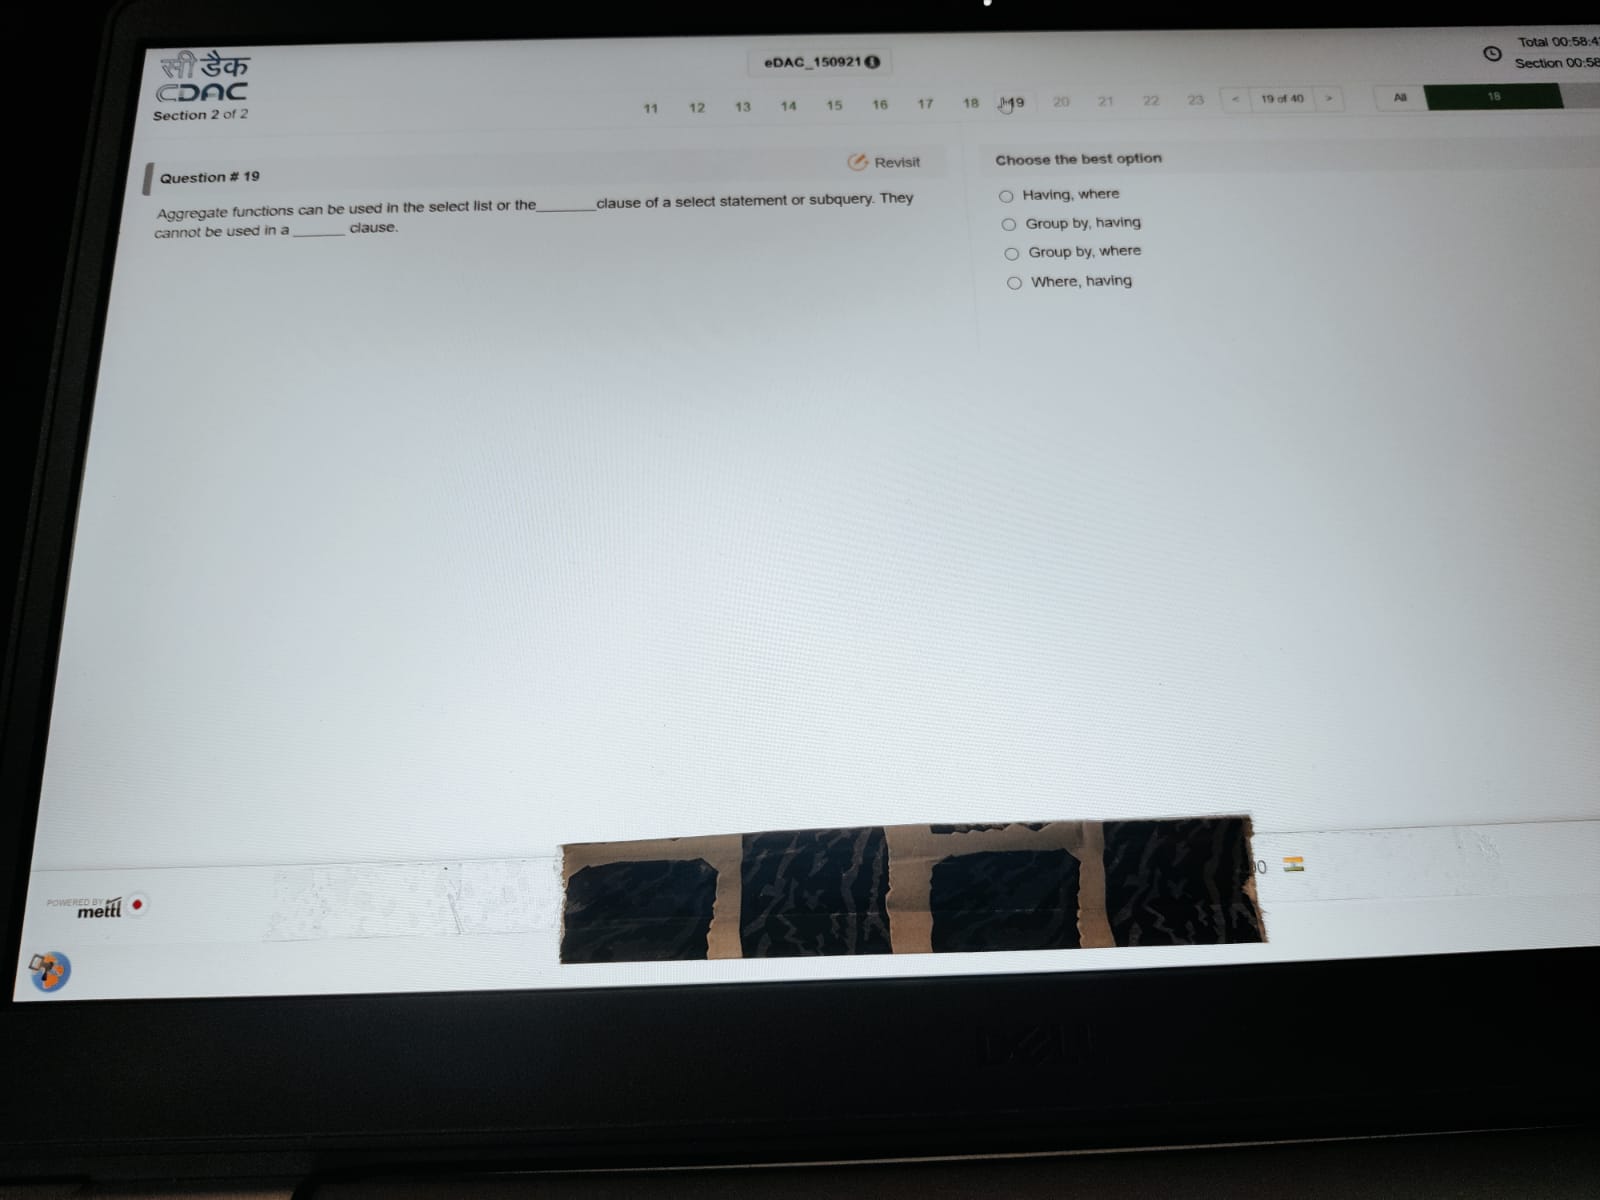 सी डैक
CDAC
Section 2 of 2
eDAC_150921
Total 00:58:4
Section 00:58
11 12 13 14 15 16 17 18 19 20 21 22 23 < 19 of 40 > All 18
Question # 19
Revisit
Aggregate functions can be used in the select list or the_______clause of a select statement or subquery. They
cannot be used in a ______ clause.
Choose the best option
Having, where
Group by, having
Group by, where
Where, having
POWERED BY
mettl
DELL